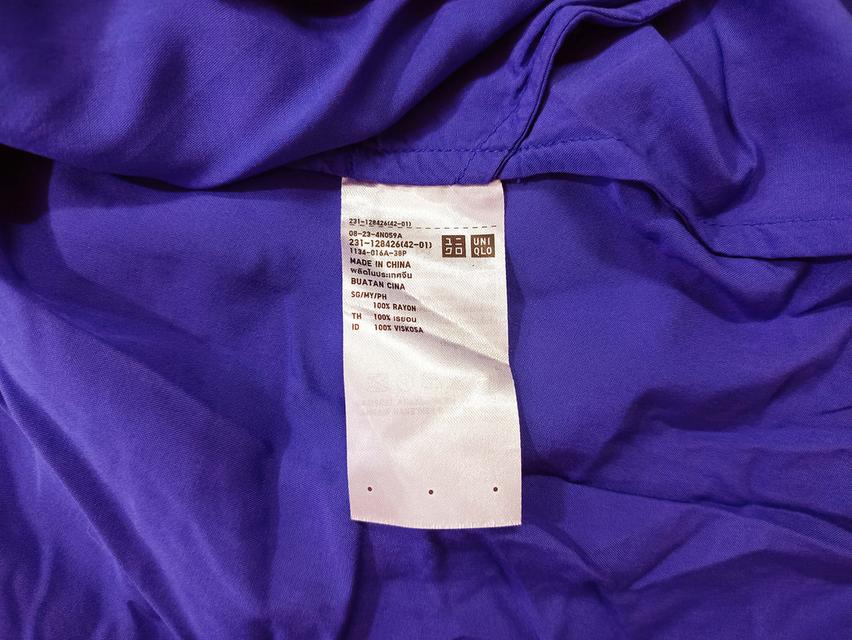 231-128426(42-01)
08-23-4N059A
231-128426(42-01)
1134-016A-38P
ユニ
クロ
UNI
QLO
MADE IN CHINA
ผลิตในประเทศจีน
BUATAN CINA
SG/MY/PH
100% RAYON
TH 100% เรยอน
ID 100% VISKOSA